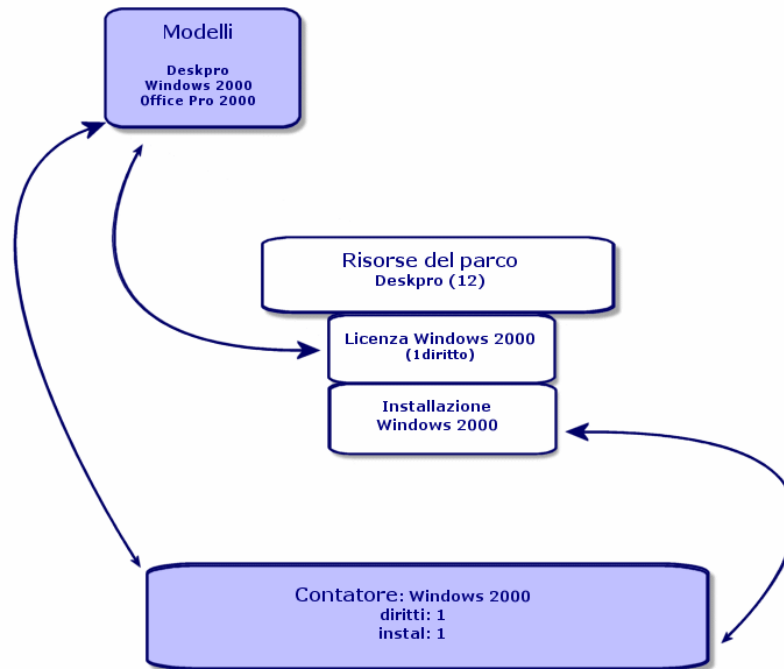 Modelli
Deskpro
Windows 2000
Office Pro 2000
Risorse del parco
Deskpro (12)
Licenza Windows 2000
(1diritto)
Installazione
Windows 2000
Contatore: Windows 2000
diritti: 1
instal: 1